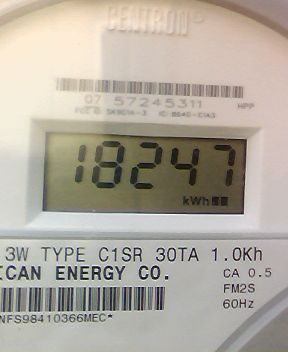 CENTRON
07 57245311 HPP
18247
kWh
3W TYPE C1SR 30TA 1.0Kh
ICAN ENERGY CO. CA 0.5
FM2S
NFS98410366MEC* 60Hz